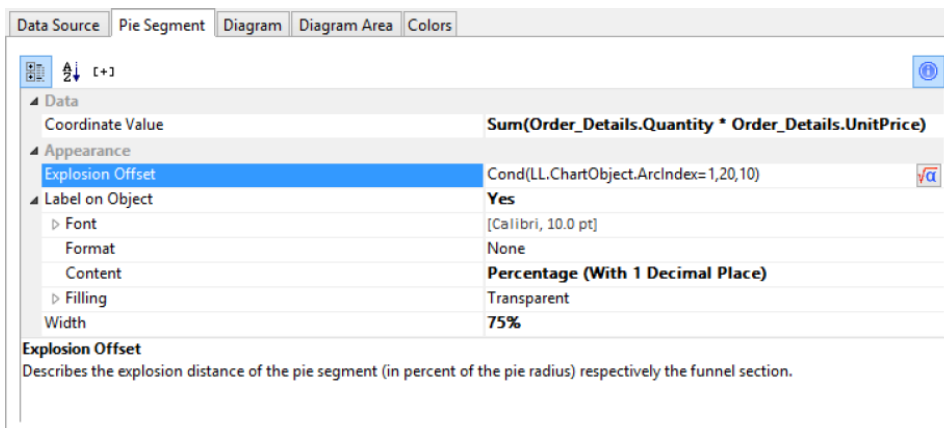 Data Source Pie Segment Diagram Diagram Area Colors
Data
Coordinate Value Sum(Order_Details.Quantity * Order_Details.UnitPrice)
Appearance
Explosion Offset Cond(LL.ChartObject.ArcIndex=1,20,10)
Label on Object Yes
Font [Calibri, 10.0 pt]
Format None
Content Percentage (With 1 Decimal Place)
Filling Transparent
Width 75%
Explosion Offset
Describes the explosion distance of the pie segment (in percent of the pie radius) respectively the funnel section.